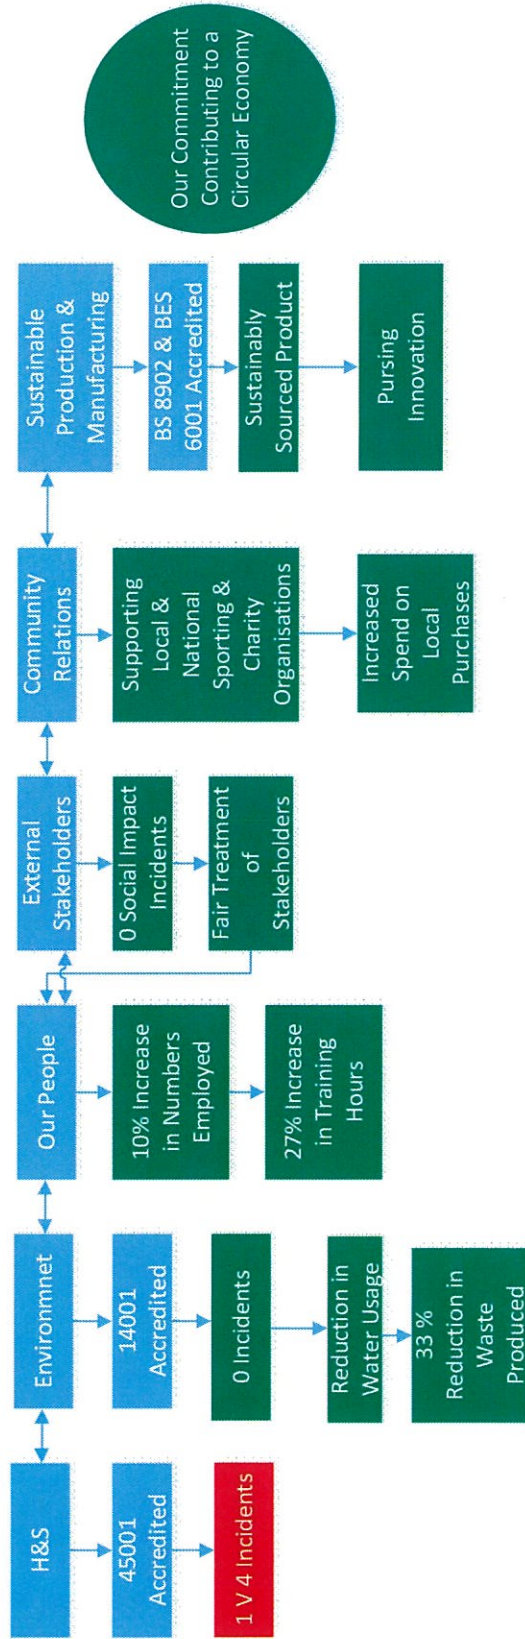 H&S
45001
Accredited
1 V 4 Incidents
Environmnet
14001
Accredited
0 Incidents
Reduction in
Water Usage
33 %
Reduction in
Waste
Produced
Our People
10% Increase
in Numbers
Employed
27% Increase
in Training
Hours
External
Stakeholders
0 Social Impact
Incidents
Fair Treatment
of
Stakeholders
Community
Relations
Supporting
Local &
National
Sporting &
Charity
Organisations
Increased
Spend on
Local
Purchases
Sustainable
Production &
Manufacturing
BS 8902 & BES
6001 Accredited
Sustainably
Sourced Product
Pursing
Innovation
Our Commitment
Contributing to a
Circular Economy